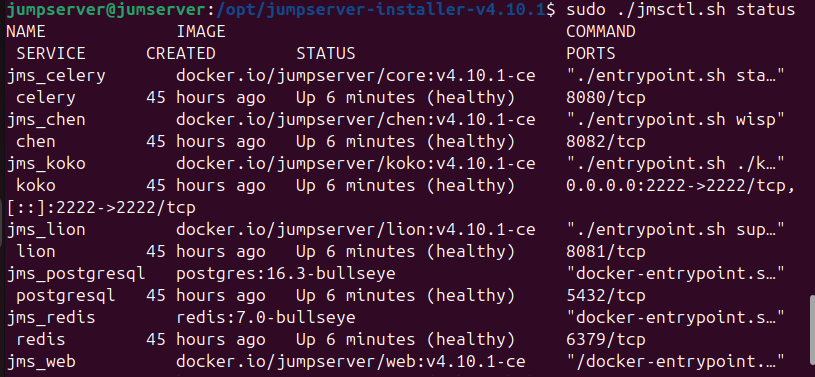 jumpserver@jumserver:/opt/jumpserver-installer-v4.10.1$ sudo ./jmsctl.sh status
NAME IMAGE COMMAND
SERVICE CREATED STATUS PORTS
jms_celery docker.io/jumpserver/core:v4.10.1-ce "./entrypoint.sh sta…"
celery 45 hours ago Up 6 minutes (healthy) 8080/tcp
jms_chen docker.io/jumpserver/chen:v4.10.1-ce "./entrypoint.sh wisp"
chen 45 hours ago Up 6 minutes (healthy) 8082/tcp
jms_koko docker.io/jumpserver/koko:v4.10.1-ce "./entrypoint.sh ./k…"
koko 45 hours ago Up 6 minutes (healthy) 0.0.0.0:2222->2222/tcp,
[::]:2222->2222/tcp
jms_lion docker.io/jumpserver/lion:v4.10.1-ce "./entrypoint.sh sup…"
lion 45 hours ago Up 6 minutes (healthy) 8081/tcp
jms_postgresql postgres:16.3-bullseye "docker-entrypoint.s…"
postgresql 45 hours ago Up 6 minutes (healthy) 5432/tcp
jms_redis redis:7.0-bullseye "docker-entrypoint.s…"
redis 45 hours ago Up 6 minutes (healthy) 6379/tcp
jms_web docker.io/jumpserver/web:v4.10.1-ce "/docker-entrypoint.…"